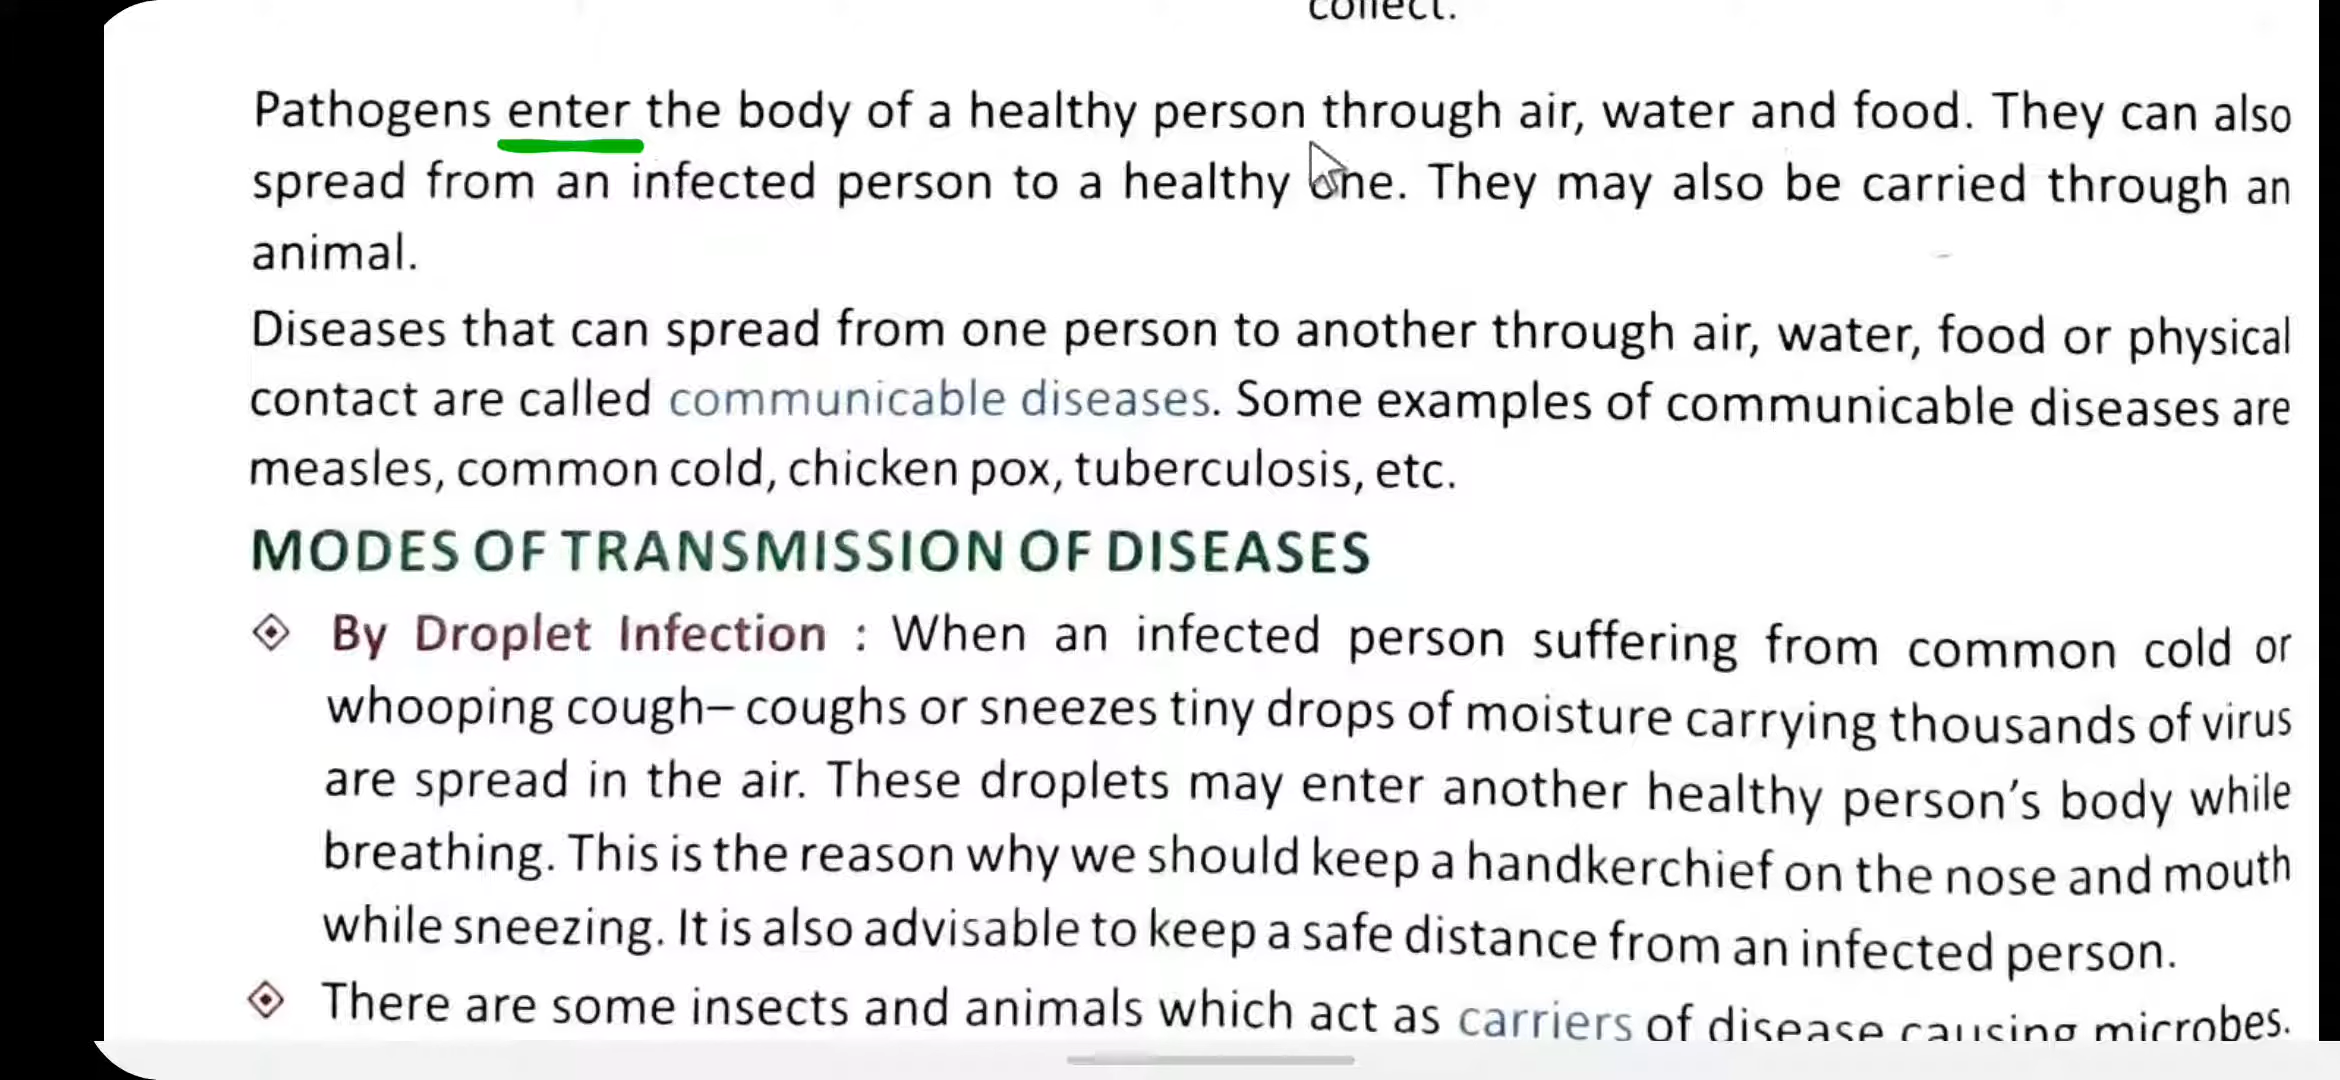 collect.
Pathogens enter the body of a healthy person through air, water and food. They can also
spread from an infected person to a healthy one. They may also be carried through an
animal.
Diseases that can spread from one person to another through air, water, food or physical
contact are called communicable diseases. Some examples of communicable diseases are
measles, common cold, chicken pox, tuberculosis, etc.
MODES OF TRANSMISSION OF DISEASES
By Droplet Infection : When an infected person suffering from common cold or
whooping cough– coughs or sneezes tiny drops of moisture carrying thousands of virus
are spread in the air. These droplets may enter another healthy person's body while
breathing. This is the reason why we should keep a handkerchief on the nose and mouth
while sneezing. It is also advisable to keep a safe distance from an infected person.
There are some insects and animals which act as carriers of disease causing microbes.